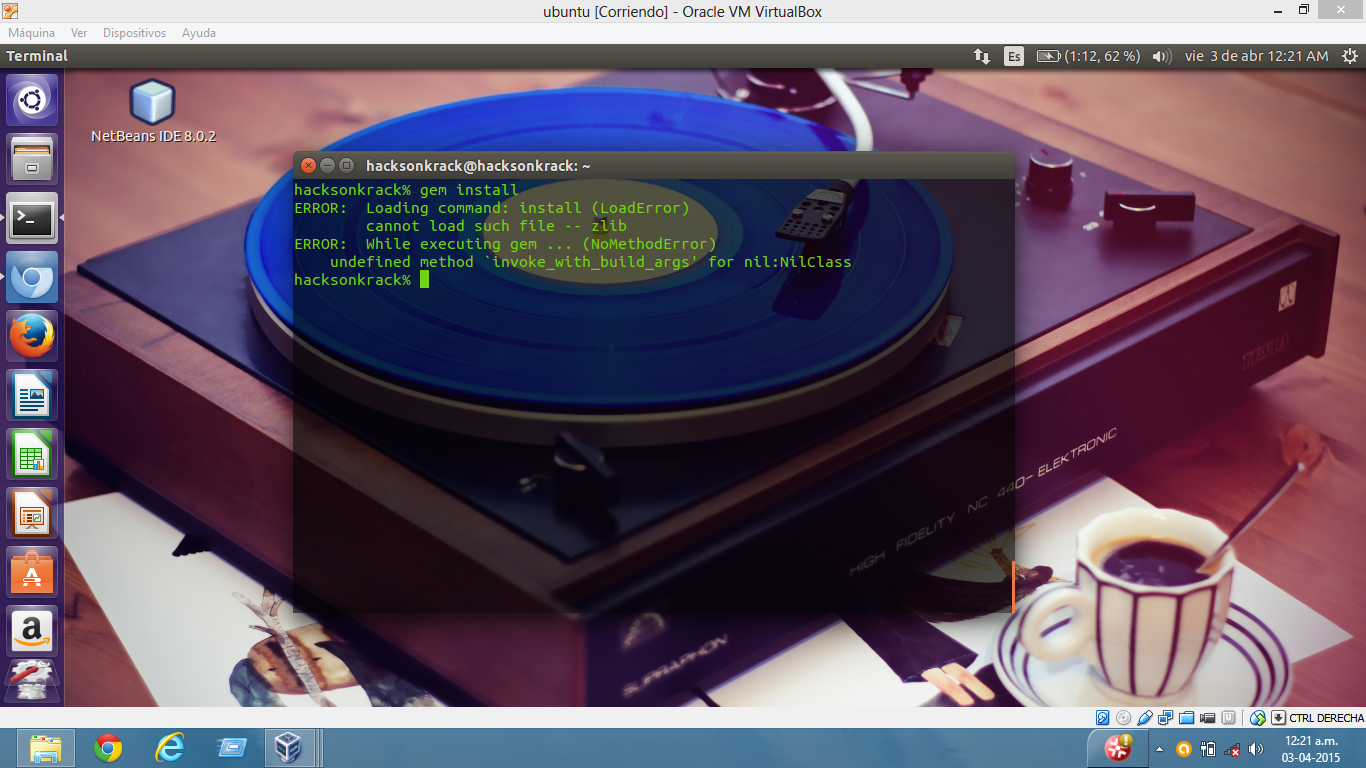 ubuntu [Corriendo] - Oracle VM VirtualBox
Máquina Ver Dispositivos Ayuda
Terminal
Es
(1:12, 62 %)
vie 3 de abr 12:21 AM
NetBeans IDE 8.0.2
hacksonkrack@hacksonkrack: ~
hacksonkrack% gem install
ERROR:  Loading command: install (LoadError)
cannot load such file -- zlib
ERROR:  While executing gem ... (NoMethodError)
undefined method `invoke_with_build_args' for nil:NilClass
hacksonkrack%
HIGH FIDELITY NC 440- ELEKTRONIC
SUPRAPHON
CTRL DERECHA
12:21 a.m.
03-04-2015